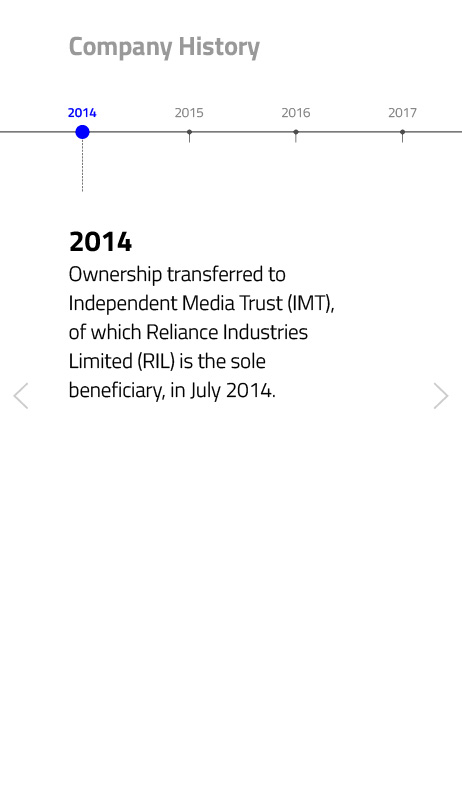 Company History
2014 2015 2016 2017
2014
Ownership transferred to
Independent Media Trust (IMT),
of which Reliance Industries
Limited (RIL) is the sole
beneficiary, in July 2014.